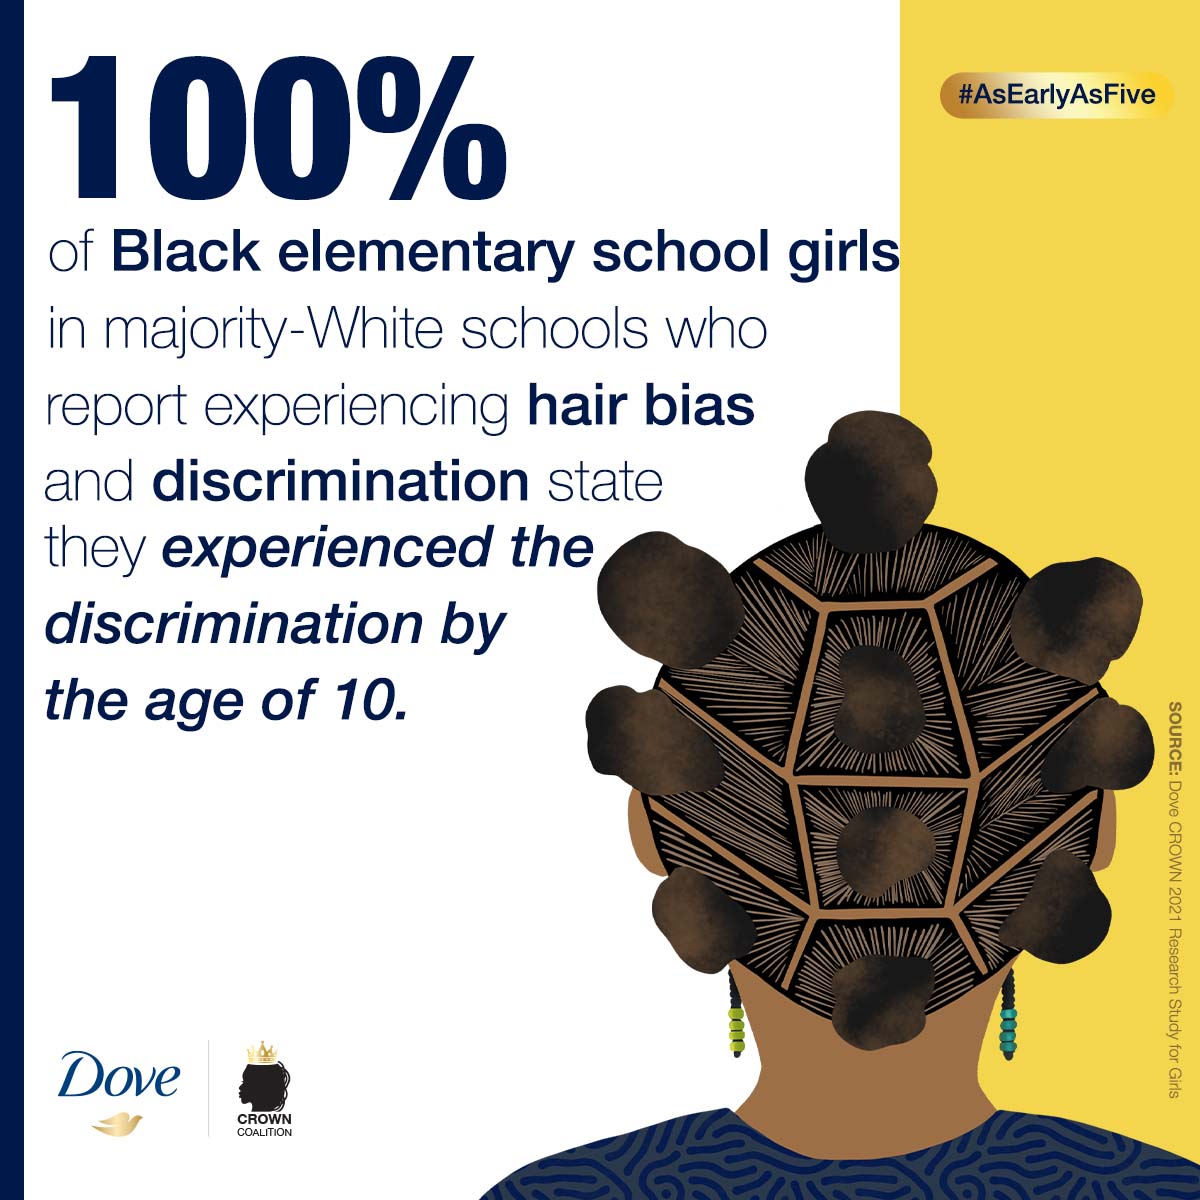 100%
of Black elementary school girls
in majority-White schools who
report experiencing hair bias
and discrimination state
they experienced the
discrimination by
the age of 10.
#AsEarlyAsFive
SOURCE: Dove CROWN 2021 Research Study for Girls
Dove
CROWN
COALITION